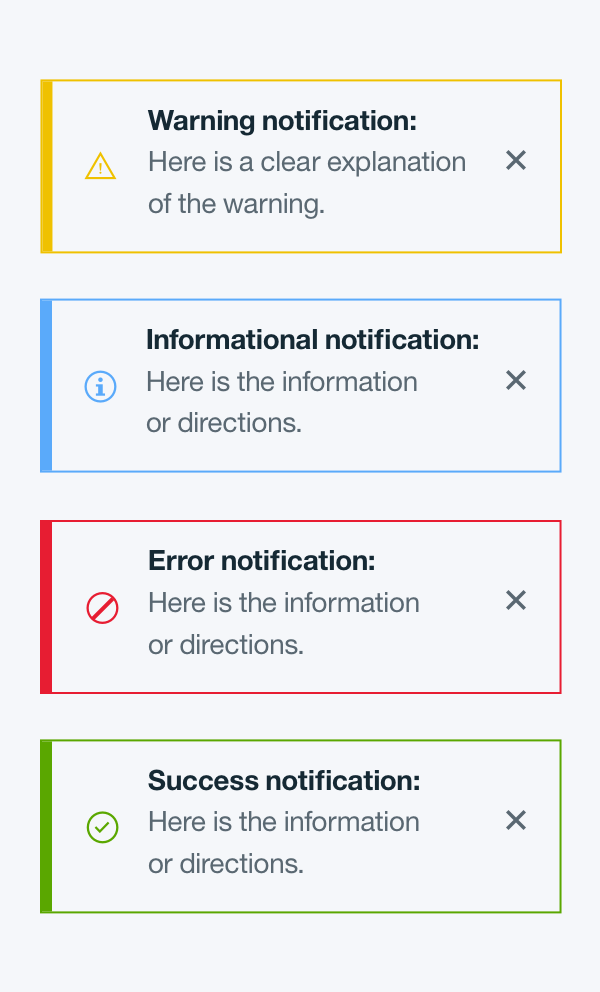 Warning notification:
Here is a clear explanation
of the warning.
Informational notification:
Here is the information
or directions.
Error notification:
Here is the information
or directions.
Success notification:
Here is the information
or directions.